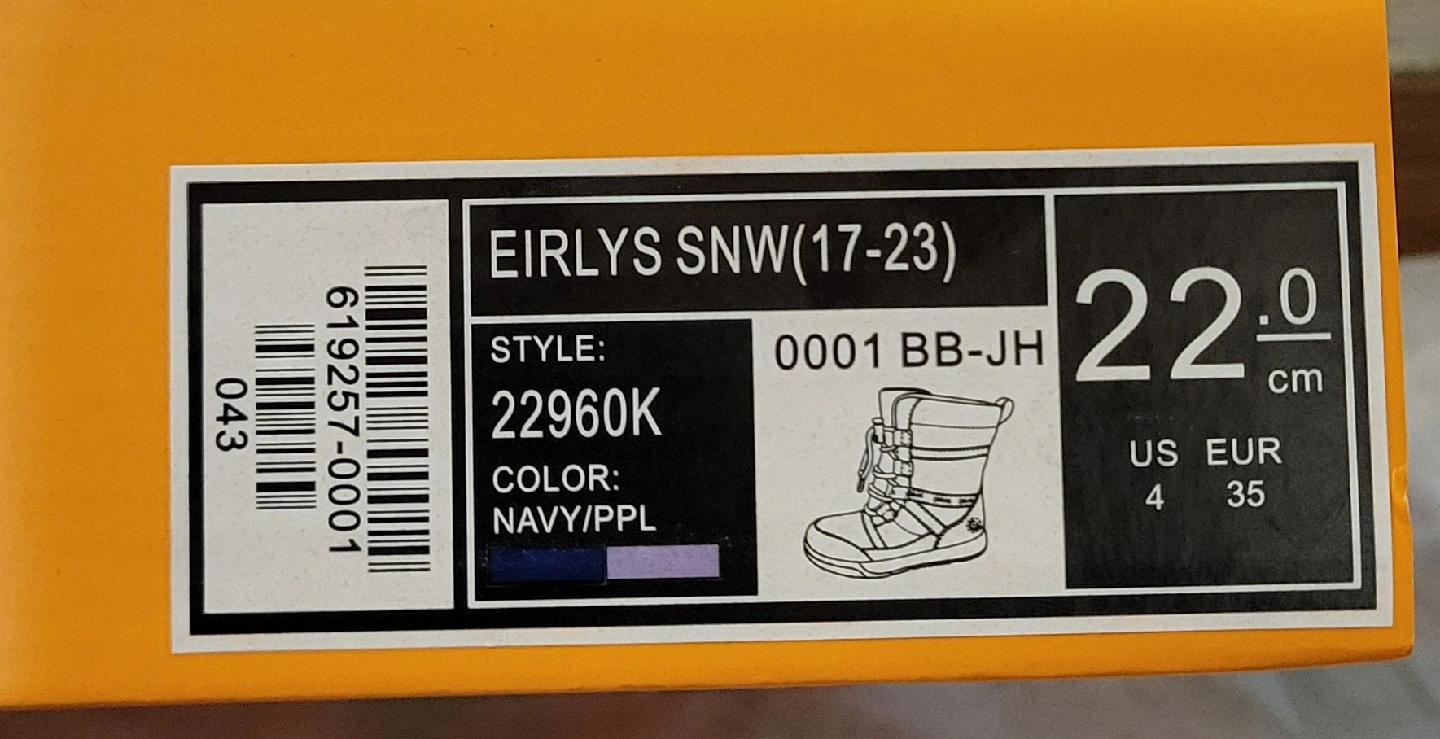 619257-0001
043
EIRLYS SNW(17-23)
STYLE:
22960K
COLOR:
NAVY/PPL
0001 BB-JH
22.0
cm
US EUR
4 35